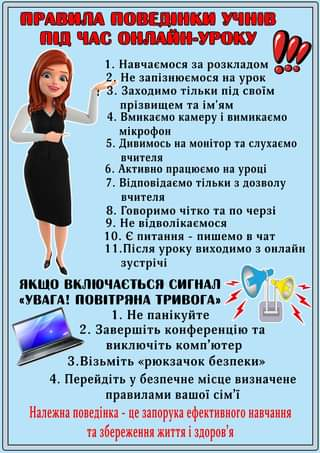 ПРАВИЛА ПОВЕДІНКИ УЧНІВ
ПІД ЧАС ОНЛАЙН-УРОКУ
1. Навчаємося за розкладом
2. Не запізнюємося на урок
3. Заходимо тільки під своїм
прізвищем та ім'ям
4. Вмикаємо камеру і вимикаємо
мікрофон
5. Дивимось на монітор та слухаємо
вчителя
6. Активно працюємо на уроці
7. Відповідаємо тільки з дозволу
вчителя
8. Говоримо чітко та по черзі
9. Не відволікаємося
10. Є питання - пишемо в чат
11.Після уроку виходимо з онлайн
зустрічі
ЯКЩО ВКЛЮЧАЄТЬСЯ СИГНАЛ
«УВАГА! ПОВІТРЯНА ТРИВОГА»
1. Не панікуйте
2. Завершіть конференцію та
виключіть комп'ютер
3.Візьміть «рюкзачок безпеки»
4. Перейдіть у безпечне місце визначене
правилами вашої сім'ї
Належна поведінка - це запорука ефективного навчання
та збереження життя і здоров'я